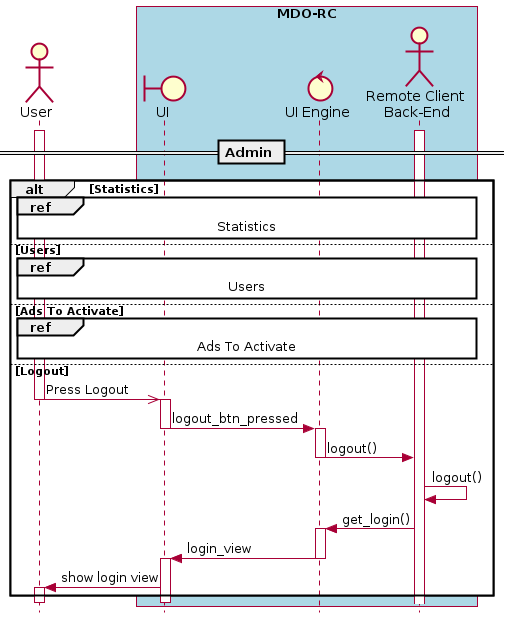 MDO-RC
User
UI
UI Engine
Remote Client
Back-End
Admin
alt
[Statistics]
ref
Statistics
[Users]
ref
Users
[Ads To Activate]
ref
Ads To Activate
[Logout]
Press Logout
logout_btn_pressed
logout()
logout()
get_login()
login_view
show login view